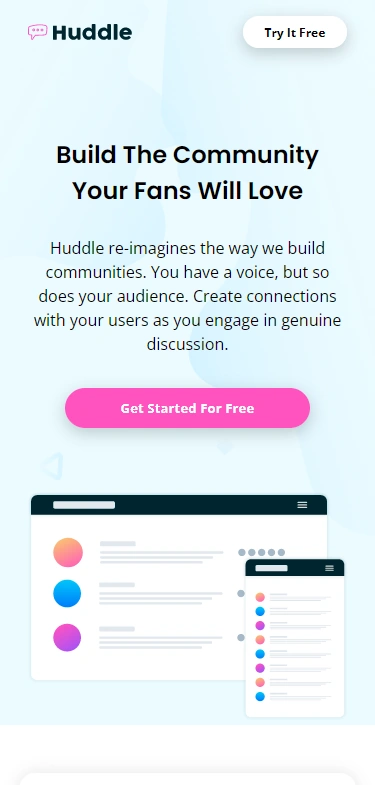 Huddle
Try It Free
Build The Community
Your Fans Will Love
Huddle re-imagines the way we build
communities. You have a voice, but so
does your audience. Create connections
with your users as you engage in genuine
discussion.
Get Started For Free